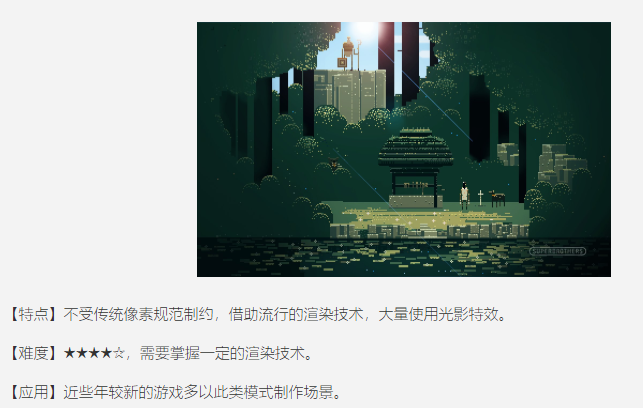 SUPERBROTHERS
【特点】不受传统像素规范制约，借助流行的渲染技术，大量使用光影特效。
【难度】★★★★☆，需要掌握一定的渲染技术。
【应用】近些年较新的游戏多以此类模式制作场景。